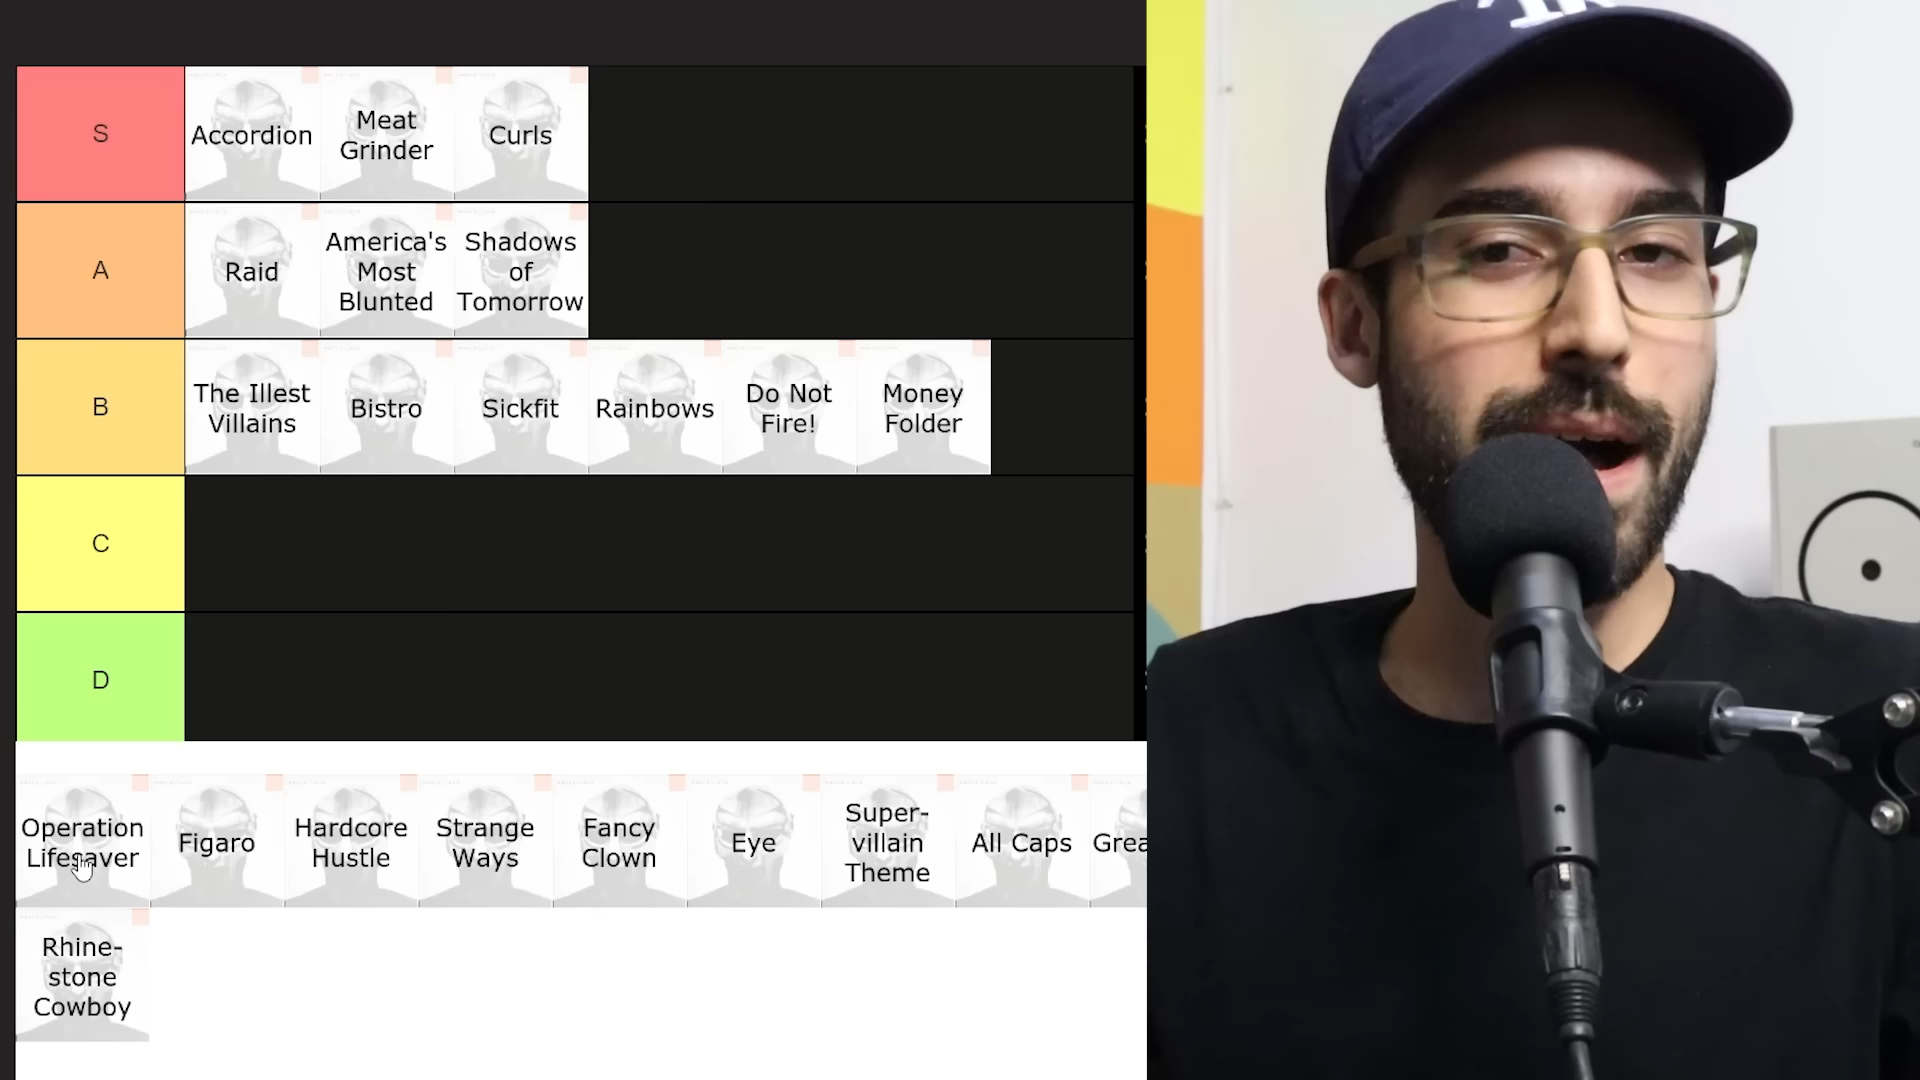 S
Accordion
Meat
Grinder
Curls
A
Raid
America's
Most
Blunted
Shadows
of
Tomorrow
B
The Illest
Villains
Bistro
Sickfit
Rainbows
Do Not
Fire!
Money
Folder
C
D
Operation
Lifesaver
Figaro
Hardcore
Hustle
Strange
Ways
Fancy
Clown
Eye
Super-
villain
Theme
All Caps
Grea
Rhine-
stone
Cowboy